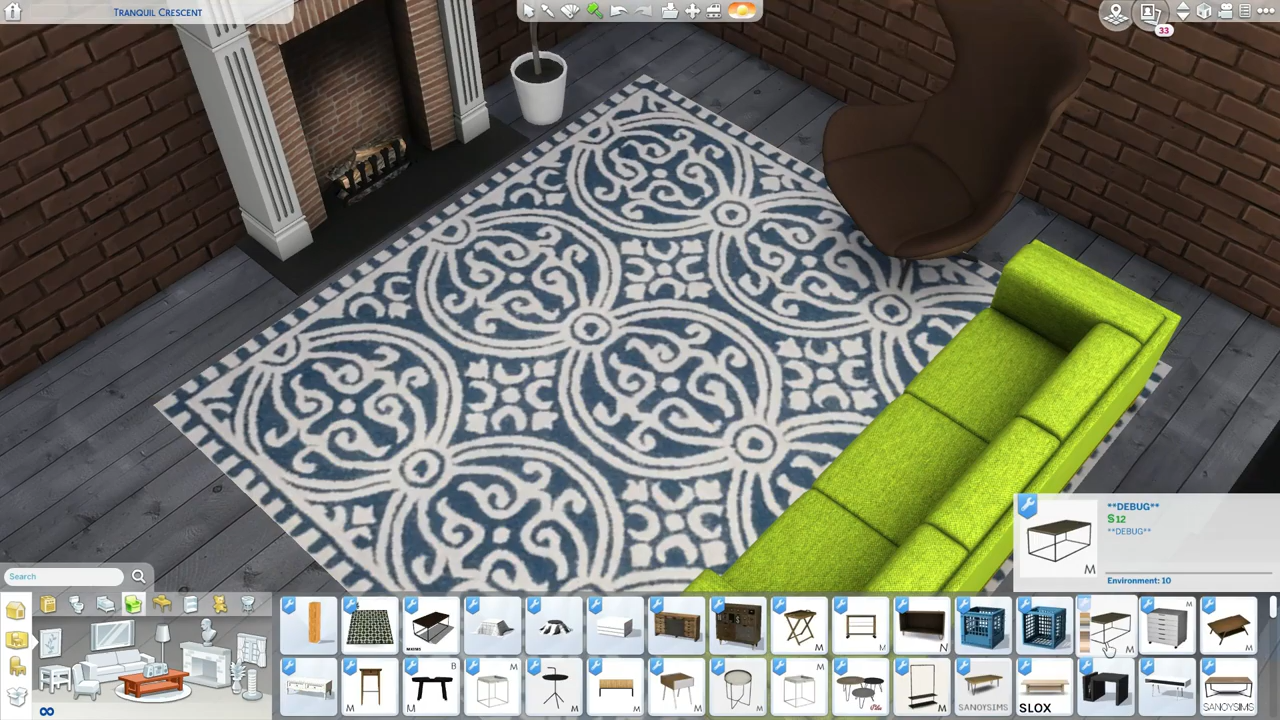 TRANQUIL CRESCENT
33
**DEBUG**
§12
**DEBUG**
M
Environment: 10
Search
M
M
N
M
M
M
M
B
M
M
M
M
M
M
M
SANOYSIMS
SLOX
SANOYSIMS